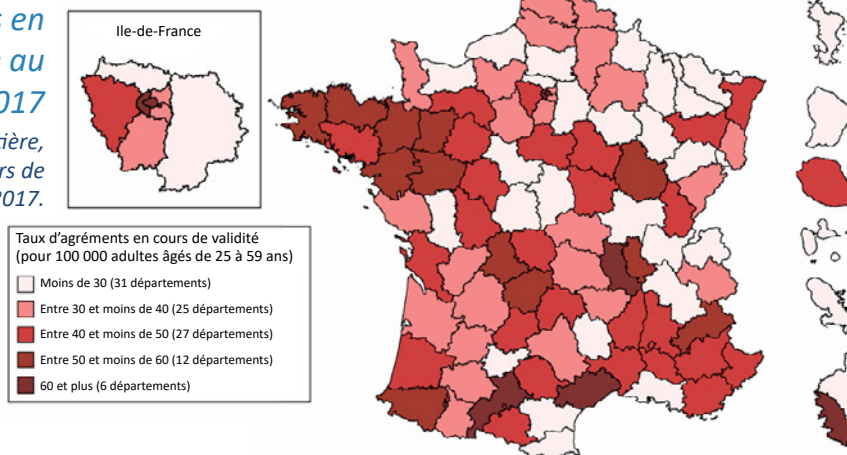 s en
au
2017
tière,
rs de
2017.
Ile-de-France
Taux d'agréments en cours de validité
(pour 100 000 adultes âgés de 25 à 59 ans)
Moins de 30 (31 départements)
Entre 30 et moins de 40 (25 départements)
Entre 40 et moins de 50 (27 départements)
Entre 50 et moins de 60 (12 départements)
60 et plus (6 départements)